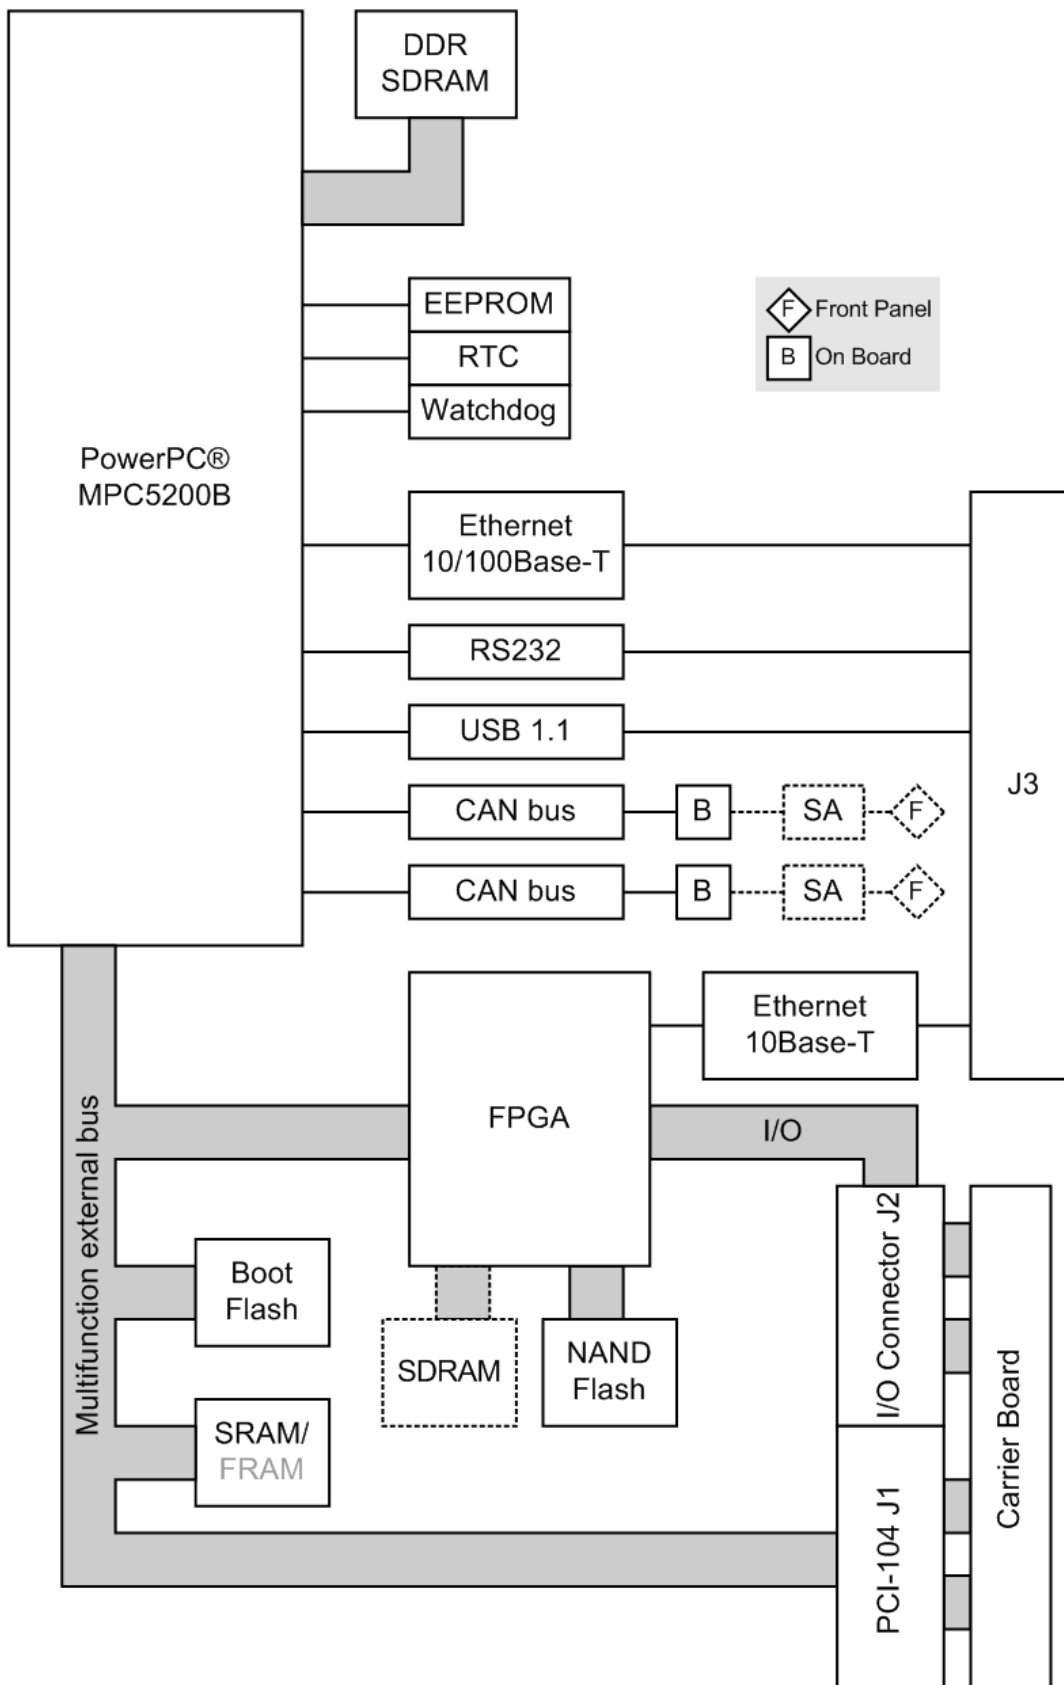 DDR
SDRAM
EEPROM
RTC
Watchdog
F Front Panel
B On Board
PowerPC®
MPC5200B
Ethernet
10/100Base-T
RS232
USB 1.1
J3
CAN bus B SA F
CAN bus B SA F
Ethernet
10Base-T
FPGA
I/O
Multifunction external bus
Boot
Flash
SDRAM
NAND
Flash
SRAM/
FRAM
I/O Connector J2
PCI-104 J1
Carrier Board